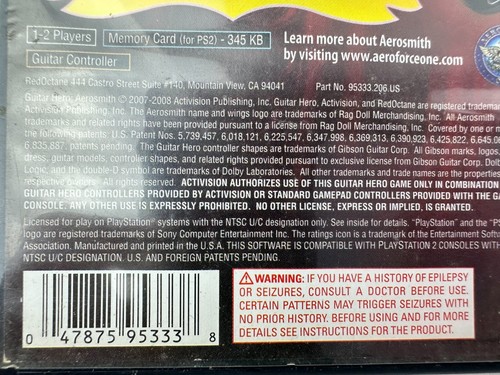 1-2 Players
Memory Card (for PS2) - 345 KB
Guitar Controller
Learn more about Aerosmith
by visiting www.aeroforceone.com.
RedOctane 444 Castro Street Suite #140, Mountain View, CA 94041 Part No. 95333.206.US
Guitar Hero: Aerosmith © 2007-2008 Activision Publishing, Inc. Guitar Hero, Activision, and RedOctane are registered trademarks
Activision Publishing, Inc. The Aerosmith name and wings logo are trademarks of Rag Doll Merchandising, Inc. All Aerosmith
trademarks and related rights have been provided pursuant to a license from Rag Doll Merchandising, Inc. Covered by one or m
the following patents: U.S. Patent Nos. 5,739,457, 6,018,121, 6,225,547, 6,347,998, 6,369,313, 6,390,923, 6,425,822, 6,645,06
6,835,887, patents pending. The Guitar Hero controller shapes are trademarks of Gibson Guitar Corp. All Gibson marks, logos,
dress, guitar models, controller shapes, and related rights provided pursuant to exclusive license from Gibson Guitar Corp. Dolby
Logic, and the double-D symbol are trademarks of Dolby Laboratories. All other trademarks and trade names are the properties
respective owners. All rights reserved. ACTIVISION AUTHORIZES USE OF THIS GUITAR HERO GAME ONLY IN COMBINATION
GUITAR HERO CONTROLLERS PROVIDED BY ACTIVISION OR STANDARD GAMEPAD CONTROLLERS PROVIDED WITH THE GA
CONSOLE. ANY OTHER USE IS EXPRESSLY PROHIBITED. NO OTHER LICENSE, EXPRESS OR IMPLIED, IS GRANTED.
Licensed for play on PlayStation® systems with the NTSC U/C designation only. See inside for details. "PlayStation" and the "PS"
logo are registered trademarks of Sony Computer Entertainment Inc. The ratings icon is a trademark of the Entertainment Softwa
Association. Manufactured and printed in the U.S.A. THIS SOFTWARE IS COMPATIBLE WITH PLAYSTATION 2 CONSOLES WITH
NTSC U/C DESIGNATION. U.S. AND FOREIGN PATENTS PENDING.
0 47875 95333 8
WARNING: IF YOU HAVE A HISTORY OF EPILEPSY
OR SEIZURES, CONSULT A DOCTOR BEFORE USE.
CERTAIN PATTERNS MAY TRIGGER SEIZURES WITH
NO PRIOR HISTORY. BEFORE USING AND FOR MORE
DETAILS SEE INSTRUCTIONS FOR THE PRODUCT.